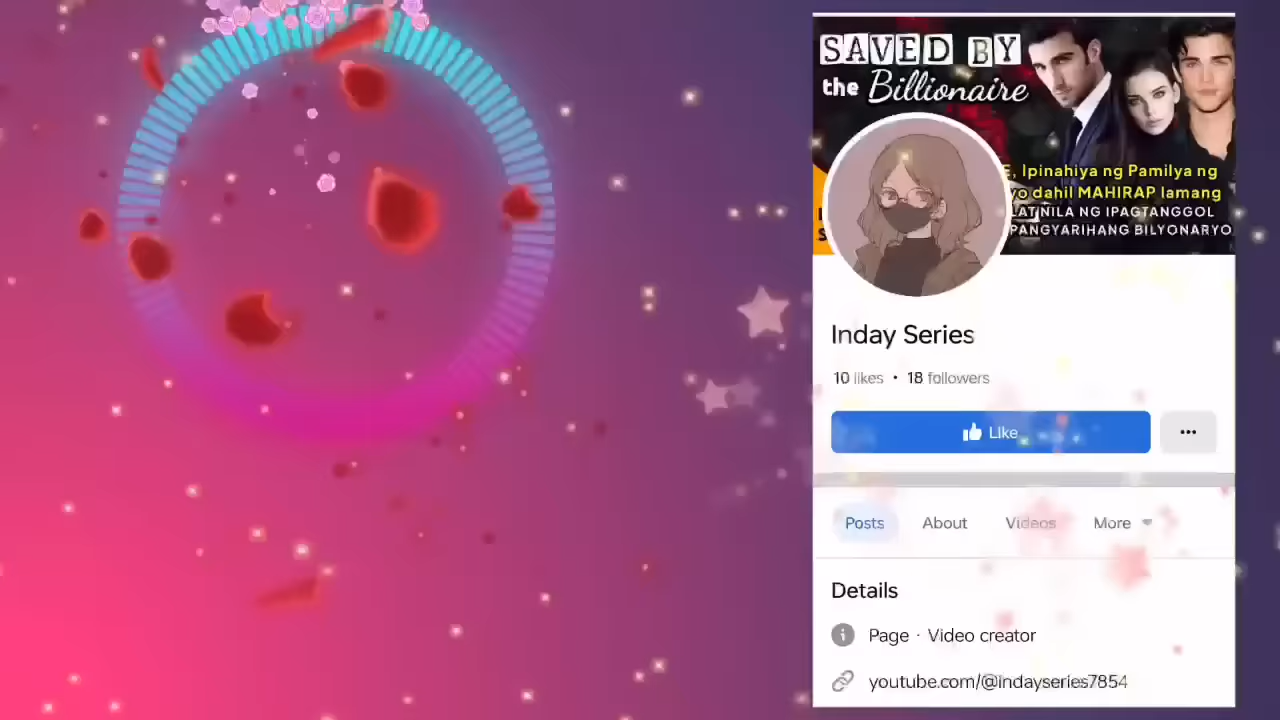 SAVED BY
the Billionaire
Ipinahiya ng Pamilya ng
dahil MAHIRAP lamang
NILA NG IPAGTANGGOL
BILYONARYO
Inday Series
10 likes • 18 followers
Like
Posts About Videos More
Details
Page · Video creator
youtube.com/@indayseries7854